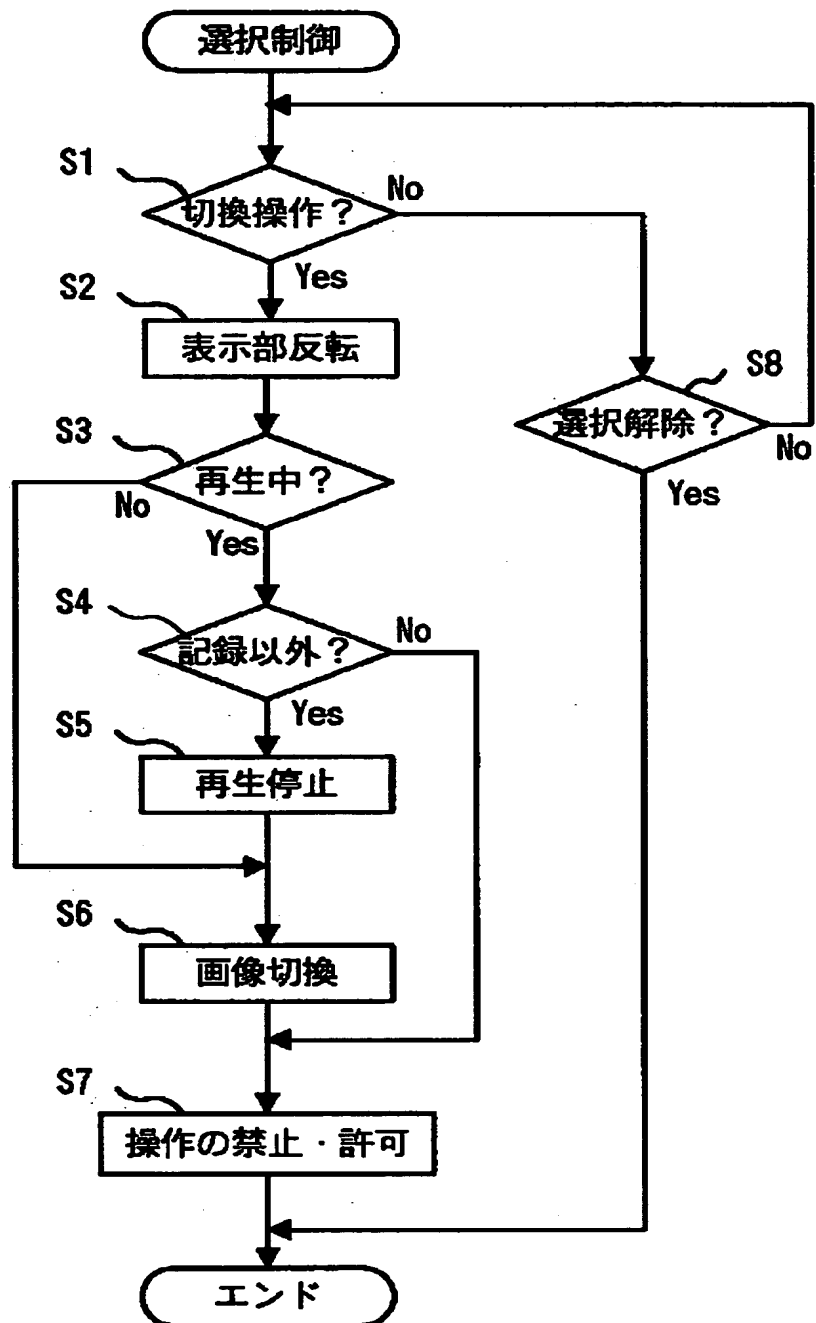 選択制御
S1
切換操作？
No
Yes
S2
表示部反転
S8
選択解除？
No
Yes
S3
再生中？
No
Yes
S4
記録以外？
No
Yes
S5
再生停止
S6
画像切換
S7
操作の禁止・許可
エンド